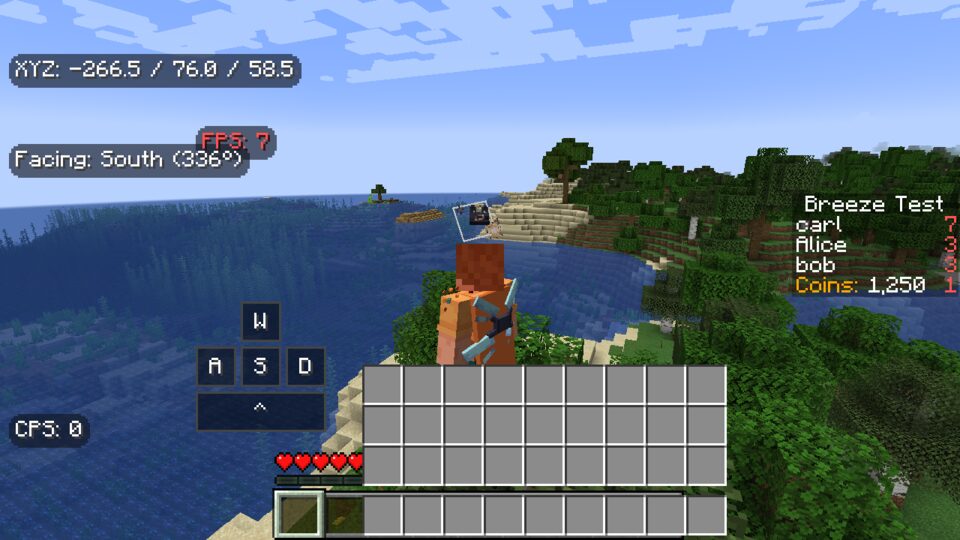 XYZ: -266.5 / 76.0 / 58.5
FPS: 7
Facing: South (336°)
Breeze Test
carl 7
Alice 3
bob 3
Coins: 1,250 1
W
A S D
^
CPS: 0